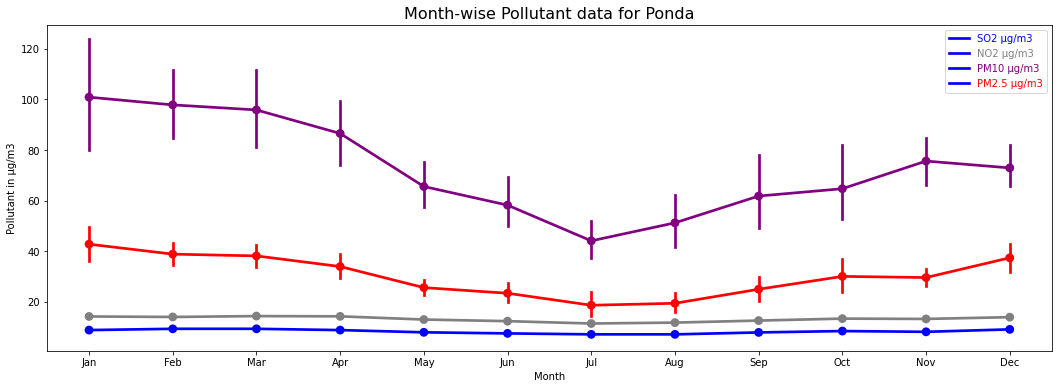 Month-wise Pollutant data for Ponda
SO2 µg/m3
NO2 µg/m3
PM10 µg/m3
PM2.5 µg/m3
Pollutant in µg/m3
120
100
80
60
40
20
Jan Feb Mar Apr May Jun Jul Aug Sep Oct Nov Dec
Month